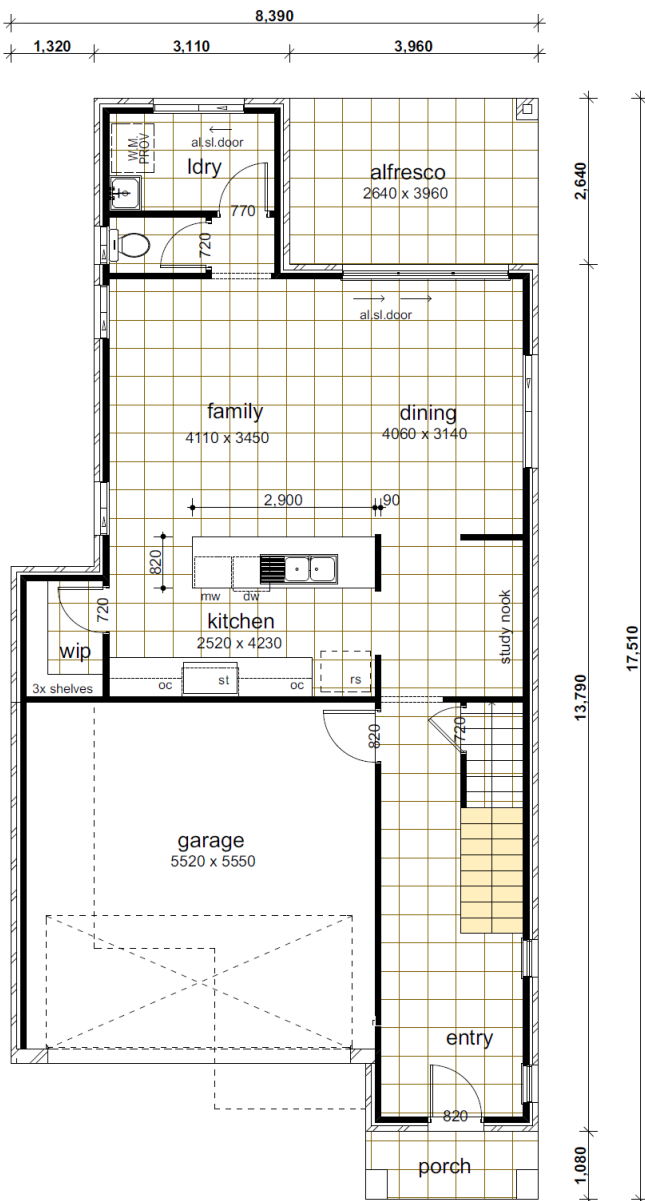 8,390
1,320
3,110
3,960
W.M.
PROV
al.sl.door
ldry
770
720
alfresco
2640 x 3960
2,640
al.sl.door
family
4110 x 3450
dining
4060 x 3140
2,900
90
820
mw
dw
kitchen
2520 x 4230
720
wip
3x shelves
oc
st
oc
rs
study nook
17,510
13,790
820
720
garage
5520 x 5550
entry
820
porch
1,080